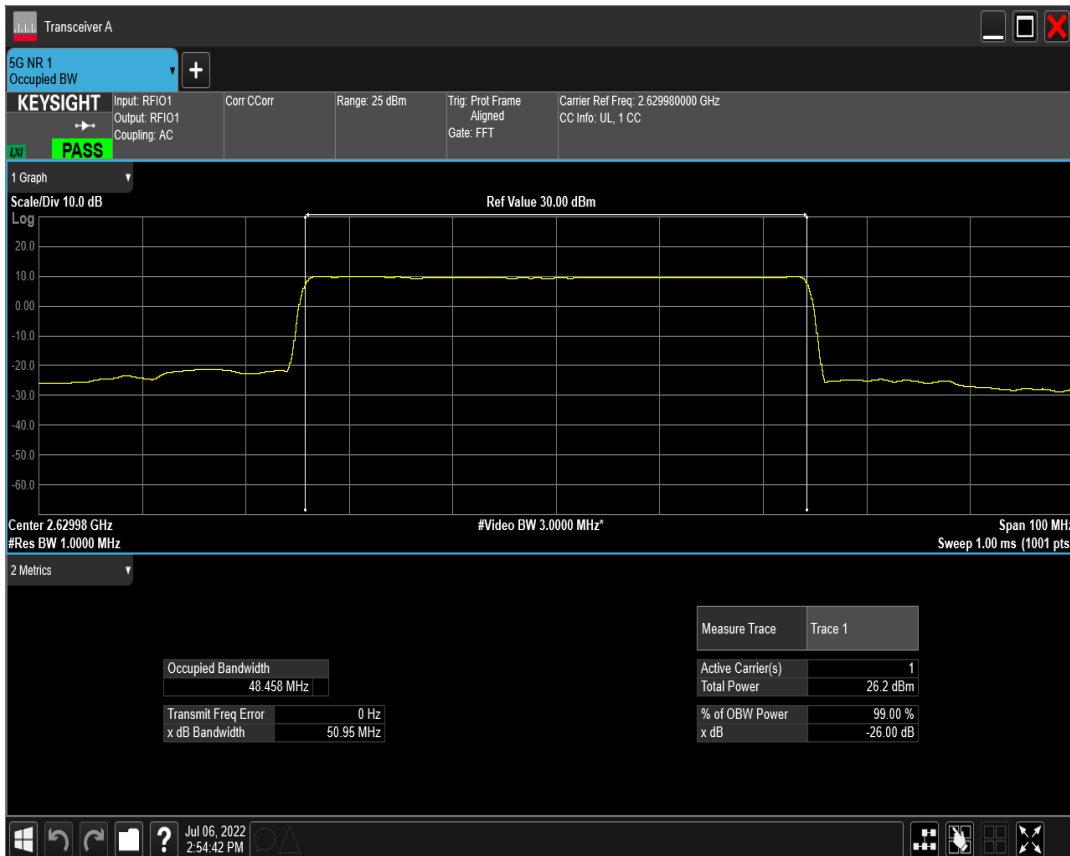 Transceiver A
5G NR 1
Occupied BW
+
KEYSIGHT
LXI
PASS
Input: RFIO1
Output: RFIO1
Coupling: AC
Corr CCorr
Range: 25 dBm
Trig: Prot Frame
Aligned
Gate: FFT
Carrier Ref Freq: 2.629980000 GHz
CC Info: UL, 1 CC
1 Graph
Scale/Div 10.0 dB
Ref Value 30.00 dBm
Log
20.0
10.0
0.00
-10.0
-20.0
-30.0
-40.0
-50.0
-60.0
Center 2.62998 GHz
#Video BW 3.0000 MHz*
Span 100 MHz
#Res BW 1.0000 MHz
Sweep 1.00 ms (1001 pts
2 Metrics
Measure Trace Trace 1
Occupied Bandwidth
48.458 MHz
Active Carrier(s) 1
Total Power 26.2 dBm
Transmit Freq Error 0 Hz
x dB Bandwidth 50.95 MHz
% of OBW Power 99.00 %
x dB -26.00 dB
?
Jul 06, 2022
2:54:42 PM